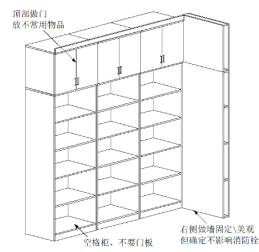 顶部做门
放不常用物品
空格柜、不要门板
右侧做墙固定\美观
但确定不影响消防栓